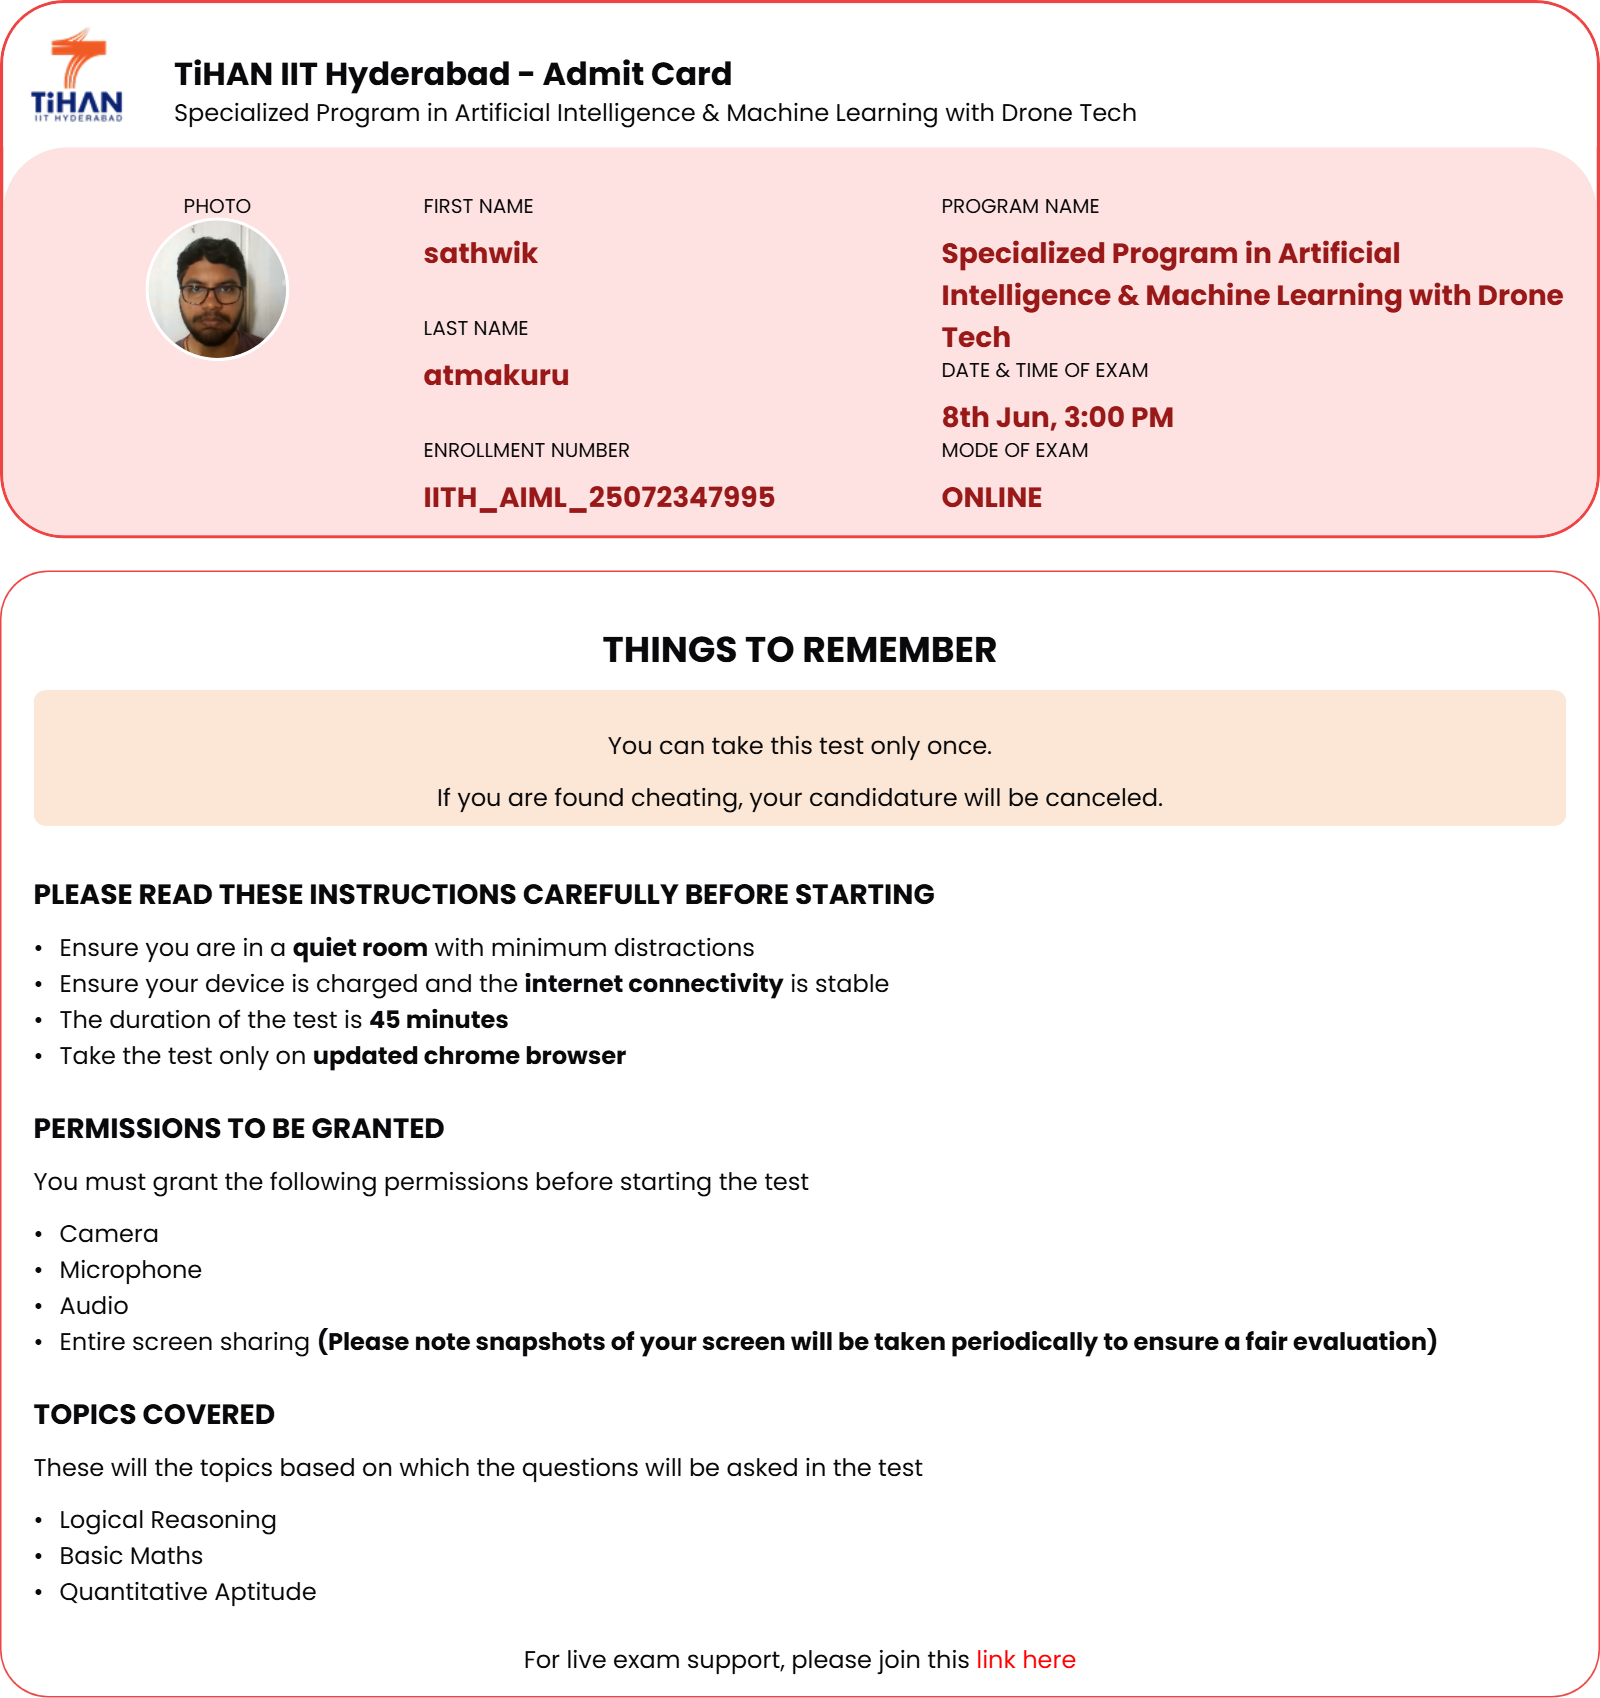 TiHAN
IIT HYDERABAD
TiHAN IIT Hyderabad - Admit Card
Specialized Program in Artificial Intelligence & Machine Learning with Drone Tech
PHOTO
FIRST NAME
sathwik
LAST NAME
atmakuru
ENROLLMENT NUMBER
IITH_AIML_25072347995
PROGRAM NAME
Specialized Program in Artificial
Intelligence & Machine Learning with Drone
Tech
DATE & TIME OF EXAM
8th Jun, 3:00 PM
MODE OF EXAM
ONLINE
THINGS TO REMEMBER
You can take this test only once.
If you are found cheating, your candidature will be canceled.
PLEASE READ THESE INSTRUCTIONS CAREFULLY BEFORE STARTING
• Ensure you are in a quiet room with minimum distractions
• Ensure your device is charged and the internet connectivity is stable
• The duration of the test is 45 minutes
• Take the test only on updated chrome browser
PERMISSIONS TO BE GRANTED
You must grant the following permissions before starting the test
• Camera
• Microphone
• Audio
• Entire screen sharing (Please note snapshots of your screen will be taken periodically to ensure a fair evaluation)
TOPICS COVERED
These will the topics based on which the questions will be asked in the test
• Logical Reasoning
• Basic Maths
• Quantitative Aptitude
For live exam support, please join this link here